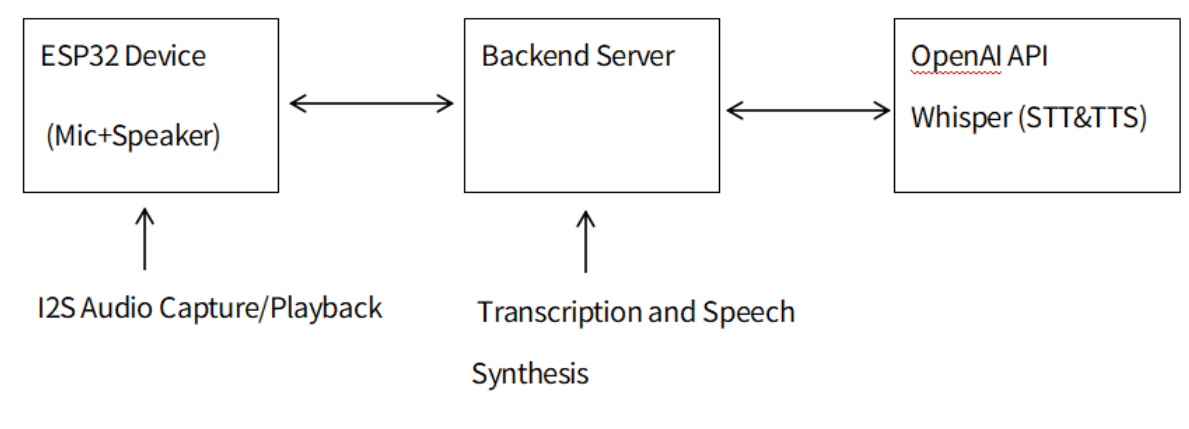 ESP32 Device
(Mic+Speaker)
Backend Server
OpenAI API
Whisper (STT&TTS)
I2S Audio Capture/Playback
Transcription and Speech
Synthesis